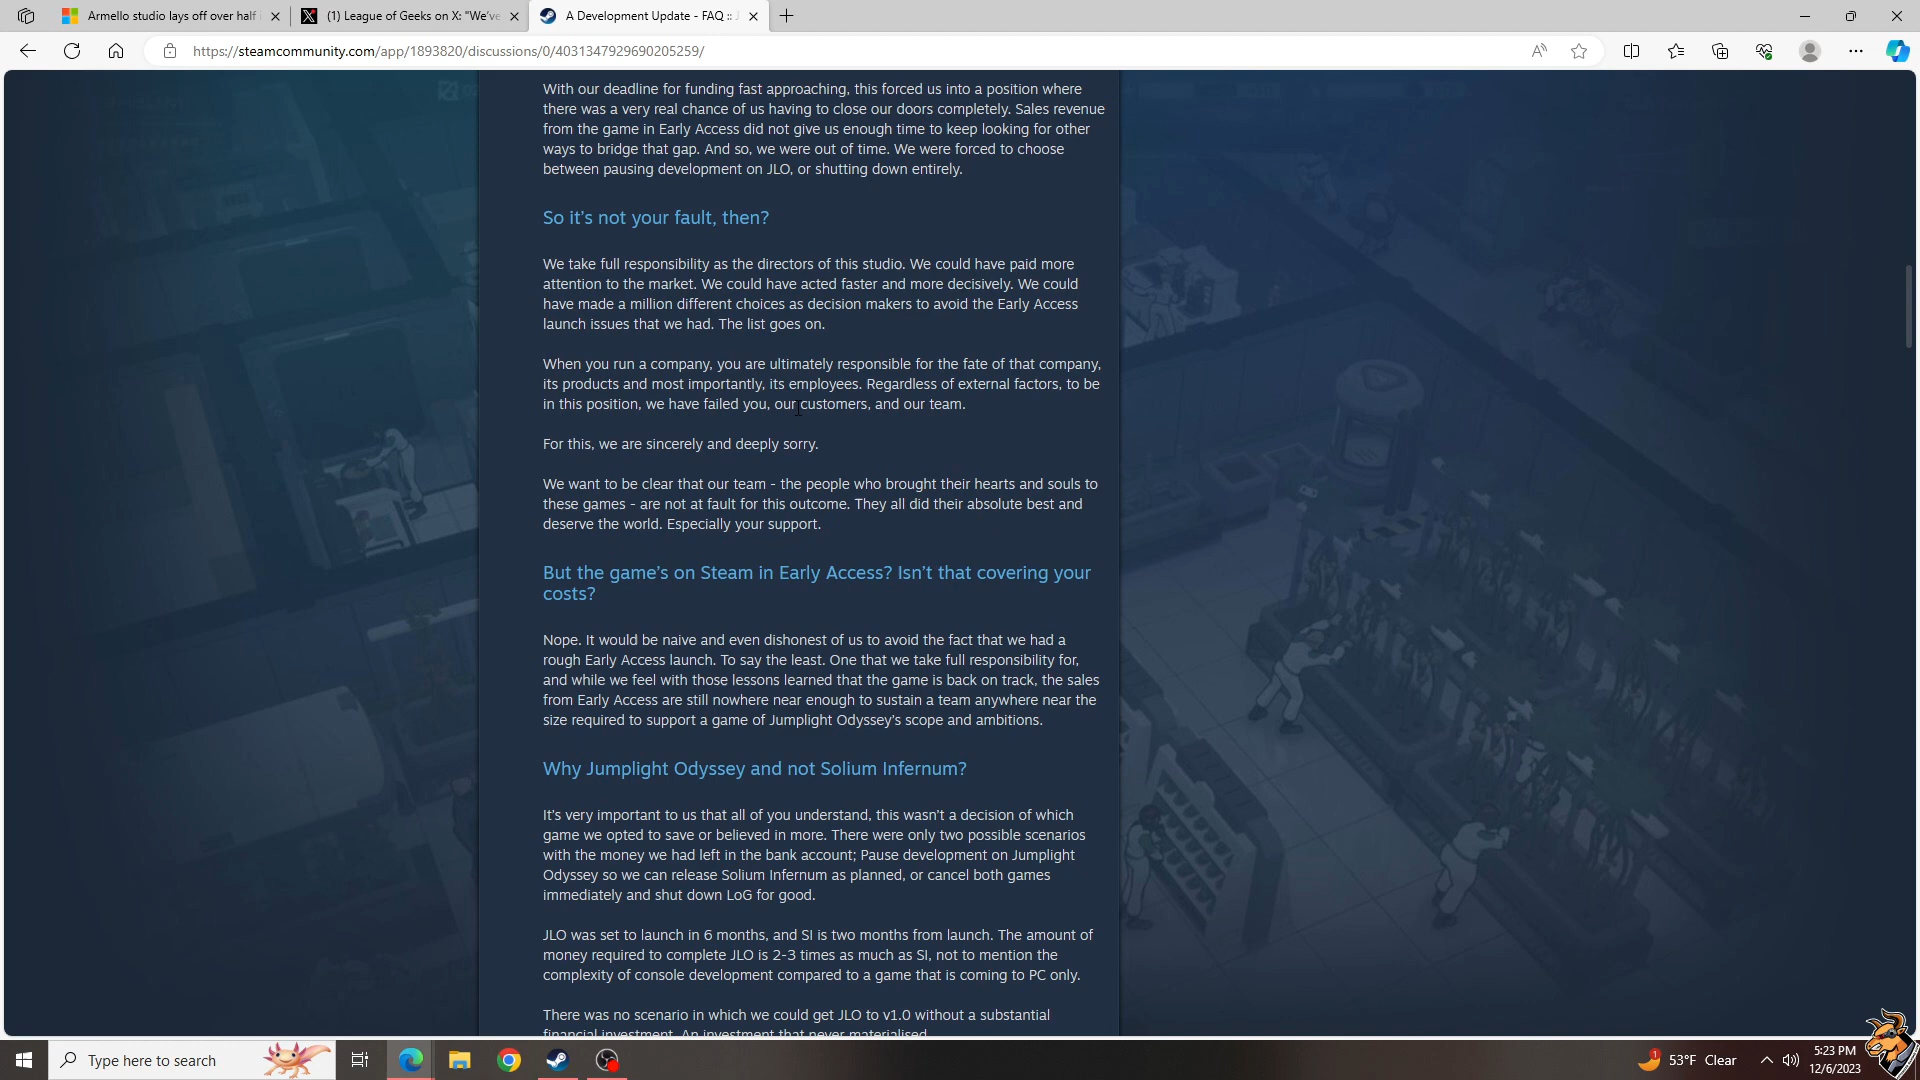 Armello studio lays off over half
(1) League of Geeks on X: "We've
A Development Update - FAQ ::
https://steamcommunity.com/app/1893820/discussions/0/4031347929690205259/
With our deadline for funding fast approaching, this forced us into a position where
there was a very real chance of us having to close our doors completely. Sales revenue
from the game in Early Access did not give us enough time to keep looking for other
ways to bridge that gap. And so, we were out of time. We were forced to choose
between pausing development on JLO, or shutting down entirely.
So it's not your fault, then?
We take full responsibility as the directors of this studio. We could have paid more
attention to the market. We could have acted faster and more decisively. We could
have made a million different choices as decision makers to avoid the Early Access
launch issues that we had. The list goes on.
When you run a company, you are ultimately responsible for the fate of that company,
its products and most importantly, its employees. Regardless of external factors, to be
in this position, we have failed you, our customers, and our team.
For this, we are sincerely and deeply sorry.
We want to be clear that our team - the people who brought their hearts and souls to
these games - are not at fault for this outcome. They all did their absolute best and
deserve the world. Especially your support.
But the game's on Steam in Early Access? Isn't that covering your
costs?
Nope. It would be naive and even dishonest of us to avoid the fact that we had a
rough Early Access launch. To say the least. One that we take full responsibility for,
and while we feel with those lessons learned that the game is back on track, the sales
from Early Access are still nowhere near enough to sustain a team anywhere near the
size required to support a game of Jumplight Odyssey's scope and ambitions.
Why Jumplight Odyssey and not Solium Infernum?
It's very important to us that all of you understand, this wasn't a decision of which
game we opted to save or believed in more. There were only two possible scenarios
with the money we had left in the bank account; Pause development on Jumplight
Odyssey so we can release Solium Infernum as planned, or cancel both games
immediately and shut down LoG for good.
JLO was set to launch in 6 months, and SI is two months from launch. The amount of
money required to complete JLO is 2-3 times as much as SI, not to mention the
complexity of console development compared to a game that is coming to PC only.
There was no scenario in which we could get JLO to v1.0 without a substantial
financial investment. An investment that never materialised.
Type here to search
1
53°F Clear
5:23 PM
12/6/2023